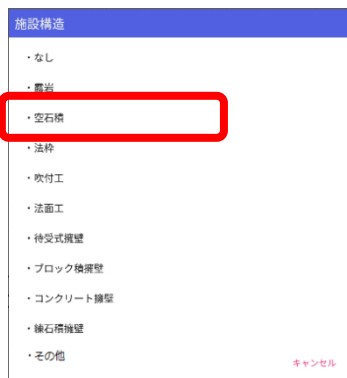 施設構造
・なし
・露岩
・空石積
・法枠
・吹付工
・法面工
・待受式擁壁
・ブロック積擁壁
・コンクリート擁壁
・練石積擁壁
・その他
キャンセル